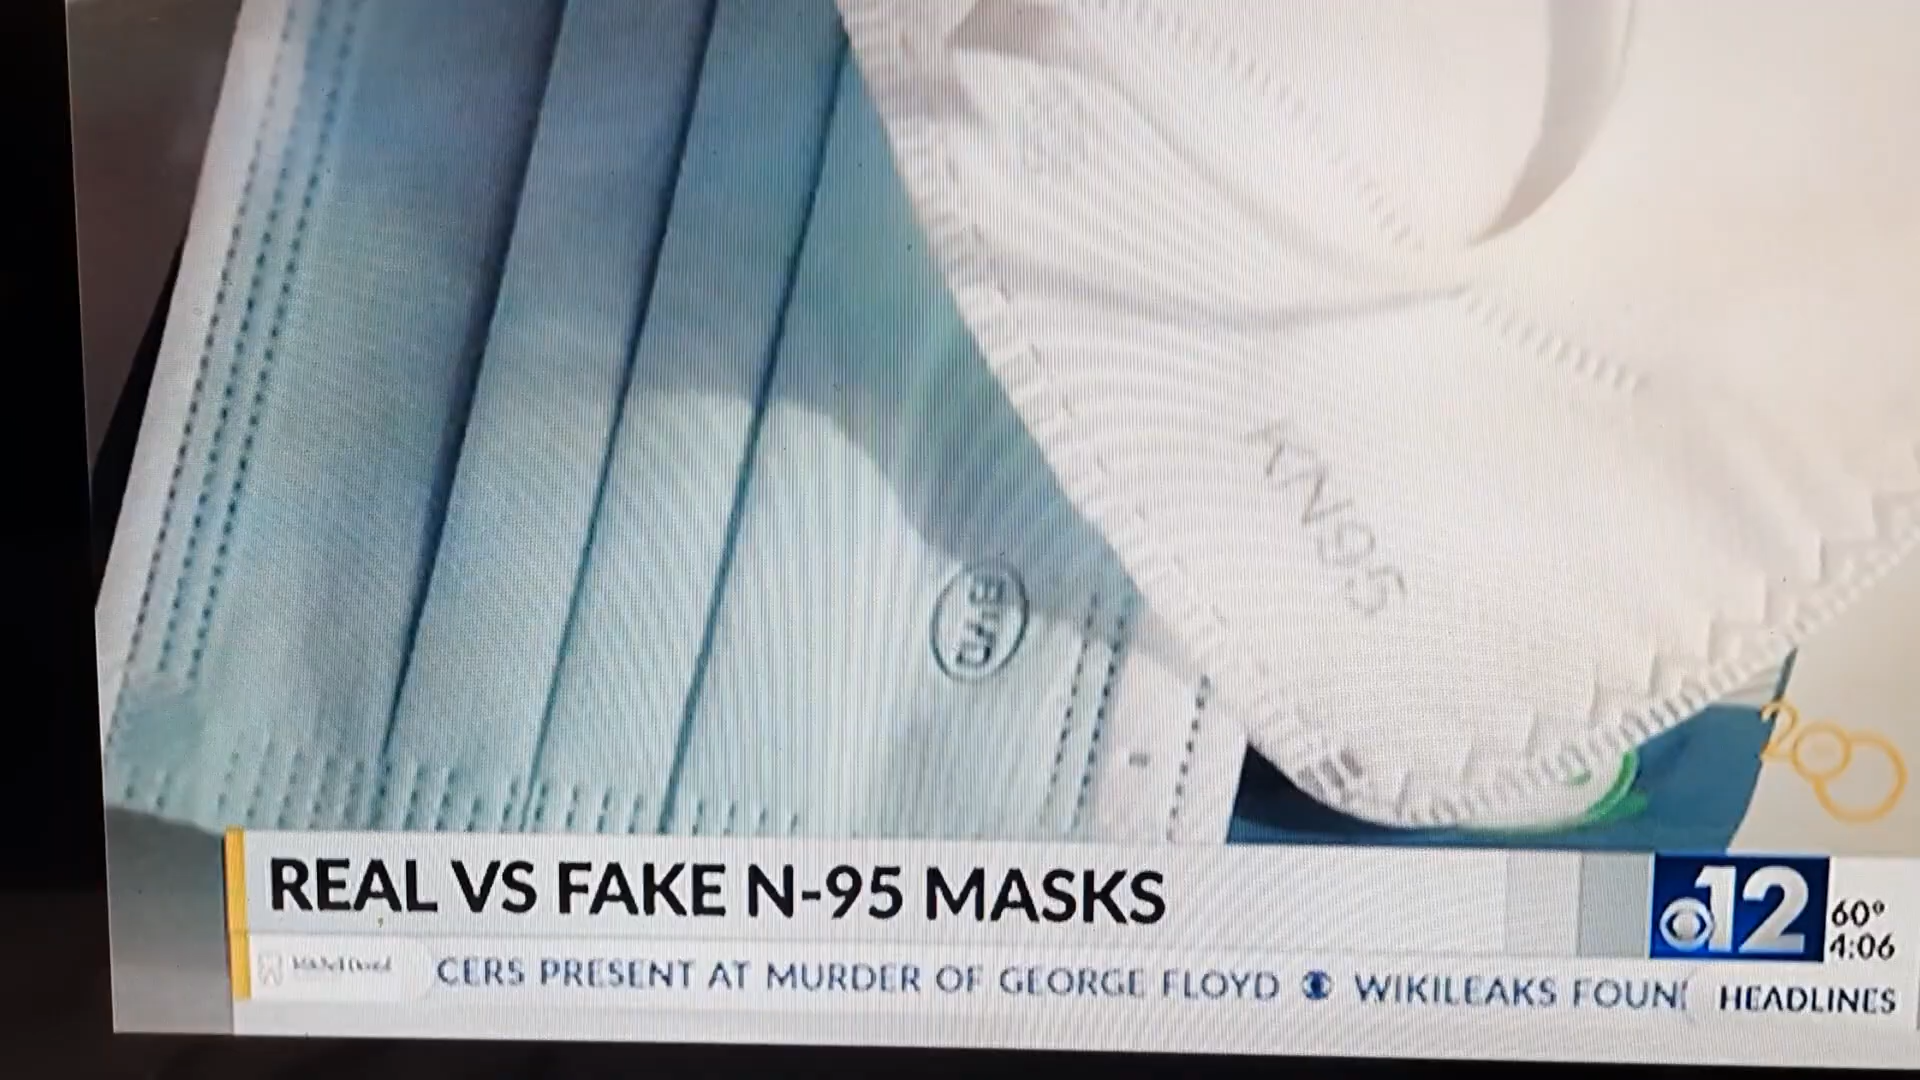 KN95
REAL VS FAKE N-95 MASKS
12
60°
4:06
CERS PRESENT AT MURDER OF GEORGE FLOYD WIKILEAKS FOUN
HEADLINES